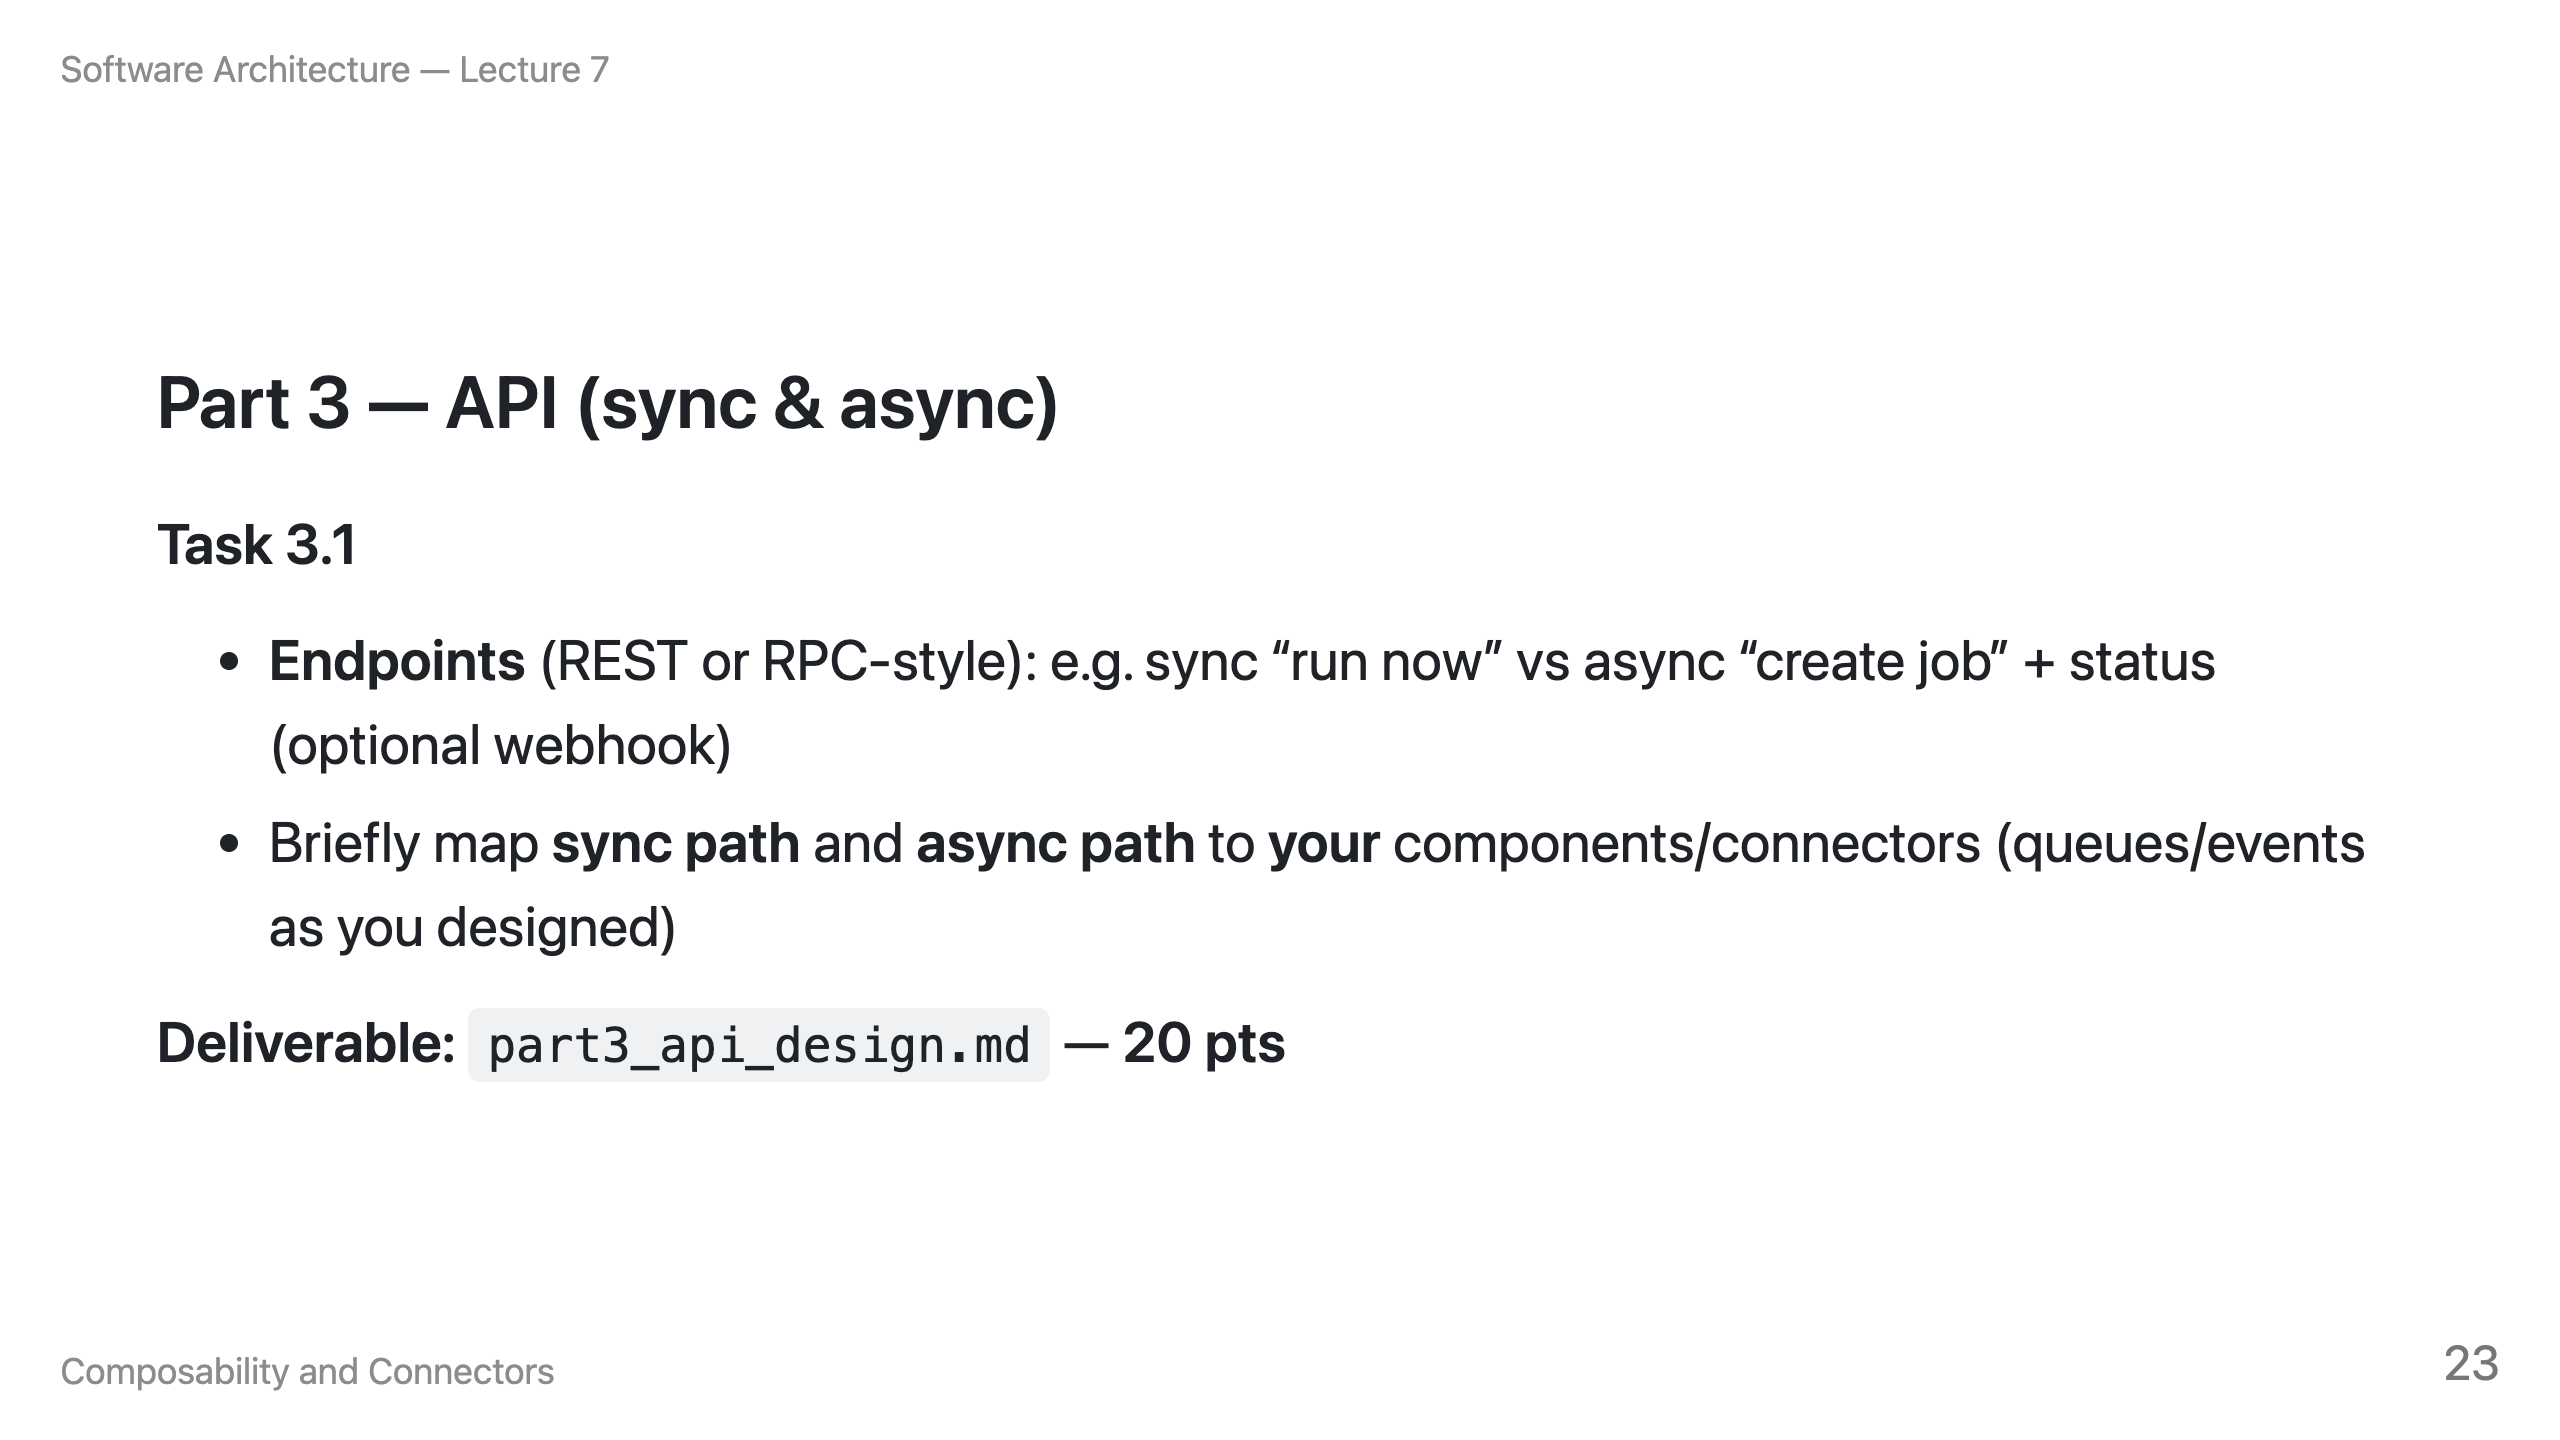 Software Architecture — Lecture 7
Part 3 — API (sync & async)
Task 3.1
• Endpoints (REST or RPC-style): e.g. sync “run now” vs async “create job” + status
(optional webhook)
• Briefly map sync path and async path to your components/connectors (queues/events
as you designed)
Deliverable: part3_api_design.md — 20 pts
Composability and Connectors
23